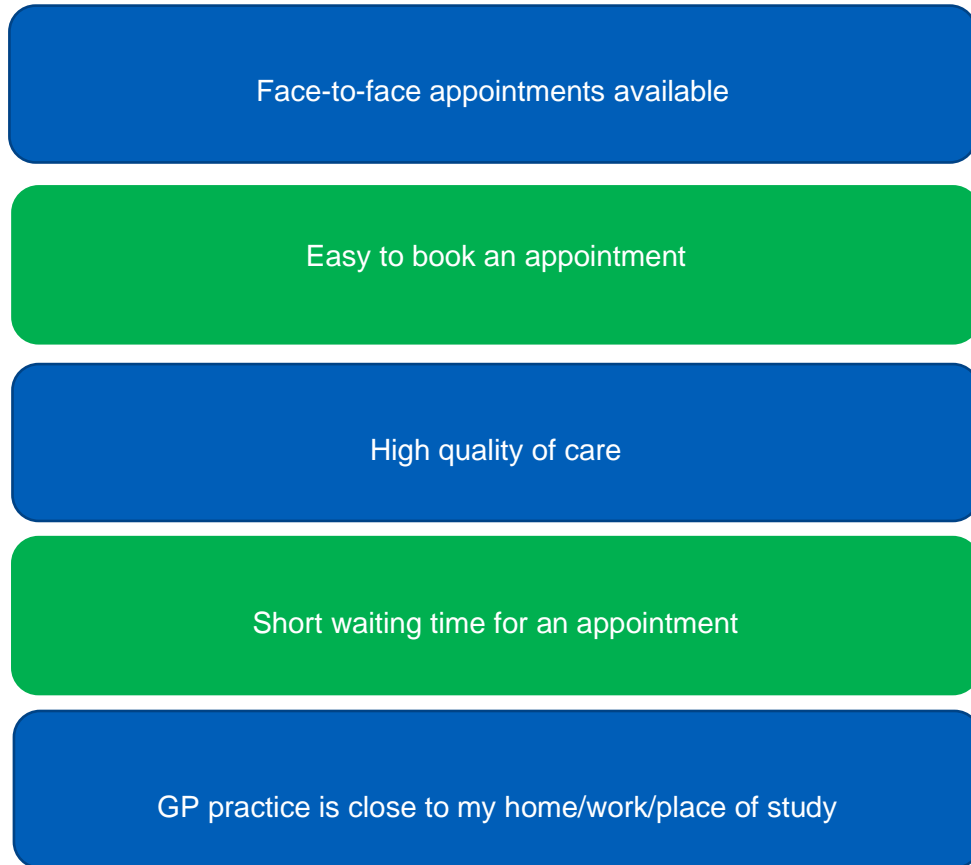 Face-to-face appointments available
Easy to book an appointment
High quality of care
Short waiting time for an appointment
GP practice is close to my home/work/place of study